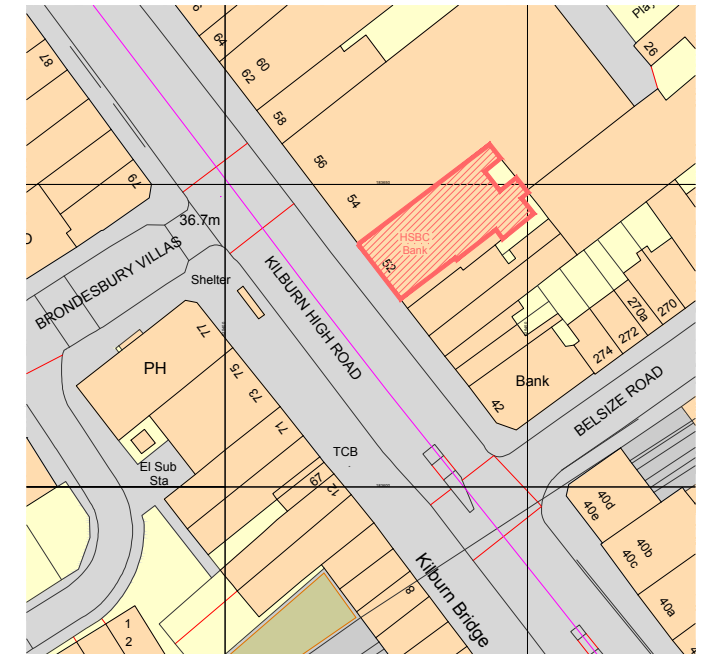 64
62
60
58
56
54
Play
26
87
79
36.7m
BRONDESBURY VILLAS
Shelter
KILBURN HIGH ROAD
HSBC
Bank
52
77
PH
75
73
71
El Sub
Sta
TCB
67
12
8
Kilburn Bridge
Bank
42
274
272
270a
270
BELSIZE ROAD
40d
40e
40b
40c
40a
1
2